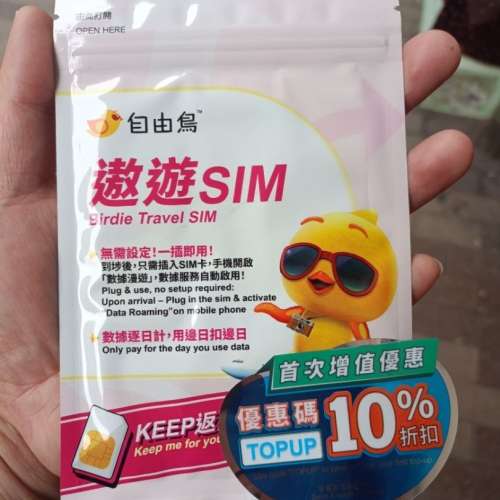 由此打開
OPEN HERE
自由鳥™
遨遊SIM
Birdie Travel SIM
無需設定！一插即用！
到埗後，只需插入SIM卡，手機開啟
「數據漫遊」，數據服務自動啟用！
Plug & use, no setup required:
Upon arrival – Plug in the sim & activate
"Data Roaming" on mobile phone
數據逐日計，用邊日扣邊日
Only pay for the day you use data
首次增值優惠
優惠碼
TOPUP
10%
折扣
KEEP返
Keep me for you